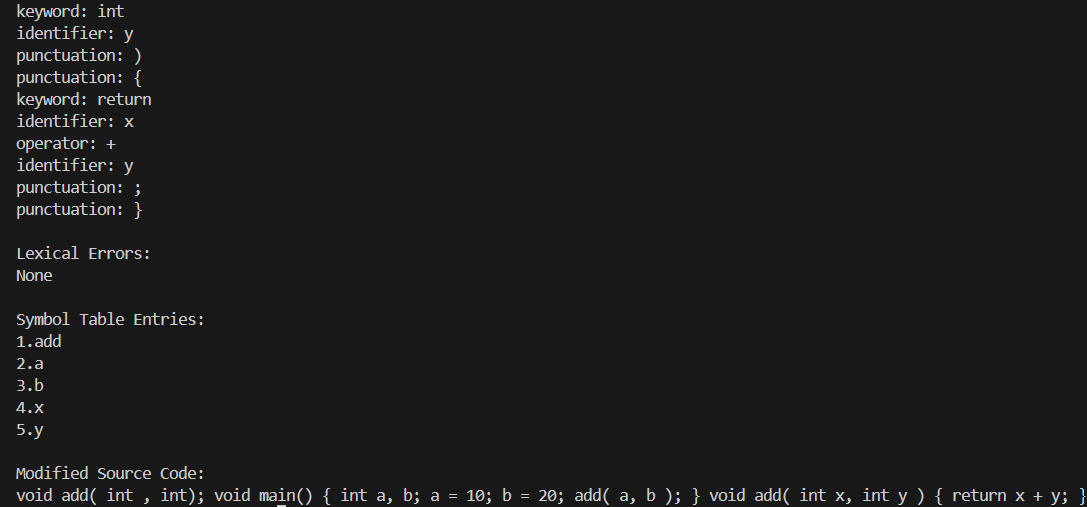 keyword: int
identifier: y
punctuation: )
punctuation: {
keyword: return
identifier: x
operator: +
identifier: y
punctuation: ;
punctuation: }
Lexical Errors:
None
Symbol Table Entries:
1.add
2.a
3.b
4.x
5.y
Modified Source Code:
void add( int , int); void main() { int a, b; a = 10; b = 20; add( a, b ); } void add( int x, int y ) { return x + y; }